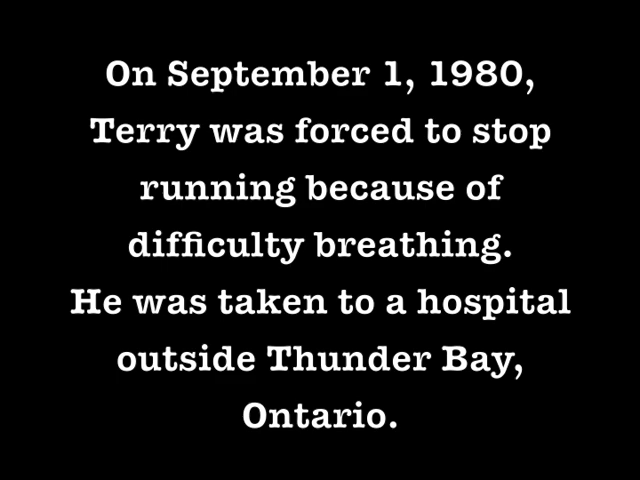 On September 1, 1980,
Terry was forced to stop
running because of
difficulty breathing.
He was taken to a hospital
outside Thunder Bay,
Ontario.